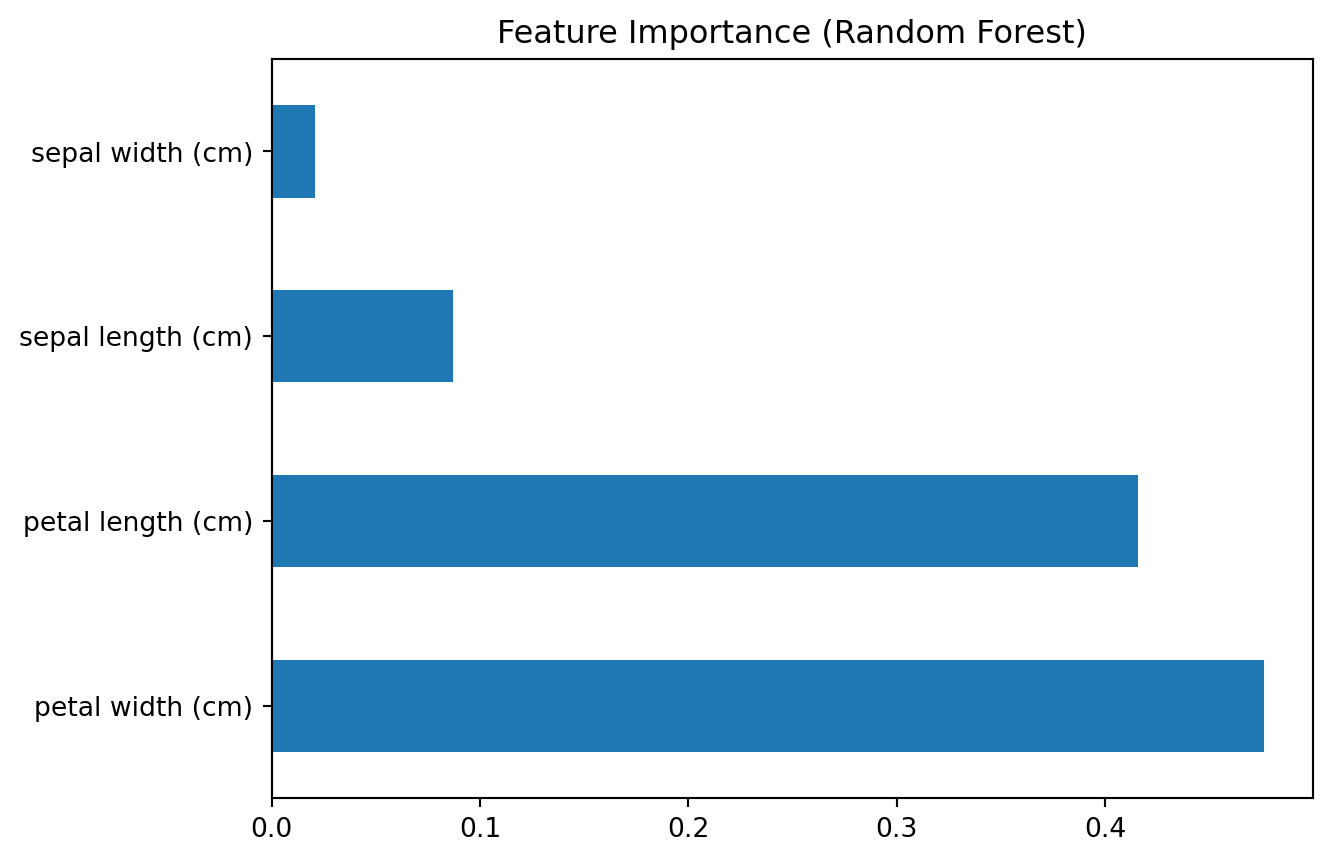 Feature Importance (Random Forest)
sepal width (cm)
sepal length (cm)
petal length (cm)
petal width (cm)
0.0 0.1 0.2 0.3 0.4